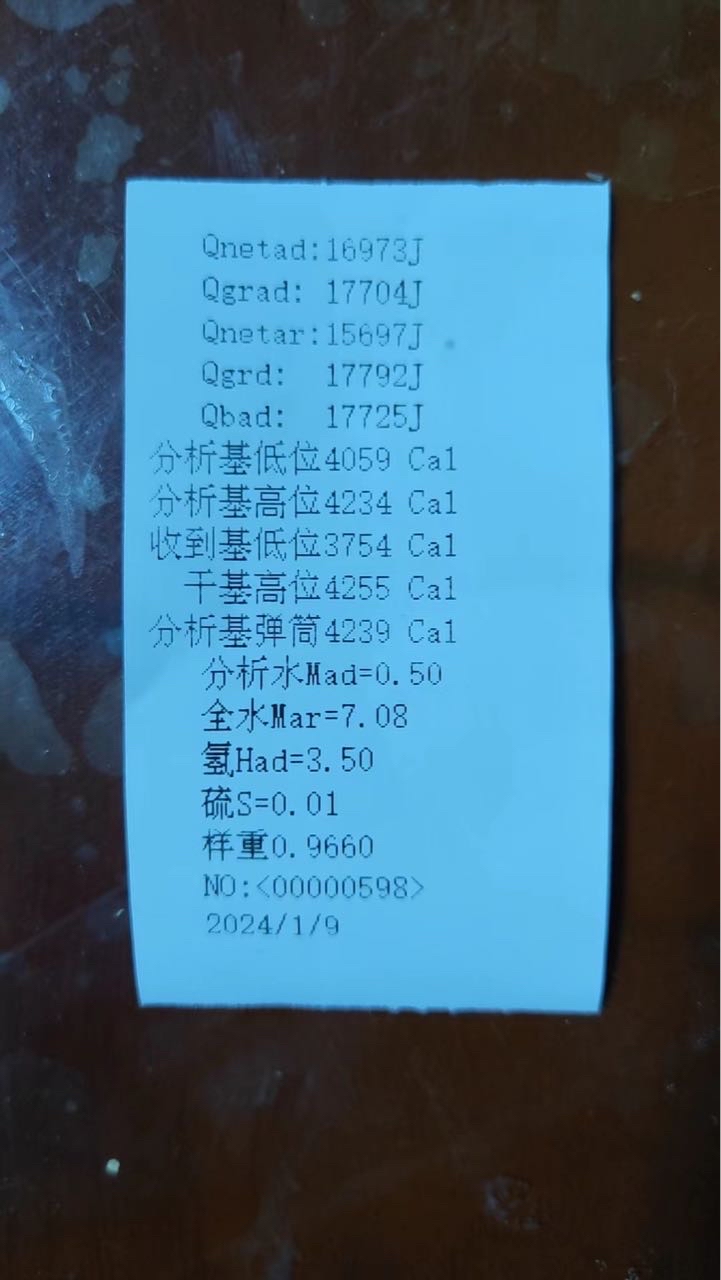 Qnetad:16973J
Qgrad: 17704J
Qnetar:15697J
Qgrd: 17792J
Qbad: 17725J
分析基低位4059 Cal
分析基高位4234 Cal
收到基低位3754 Cal
干基高位4255 Cal
分析基弹筒4239 Cal
分析水Mad=0.50
全水Mar=7.08
氢Had=3.50
硫S=0.01
样重0.9660
NO:<00000598>
2024/1/9